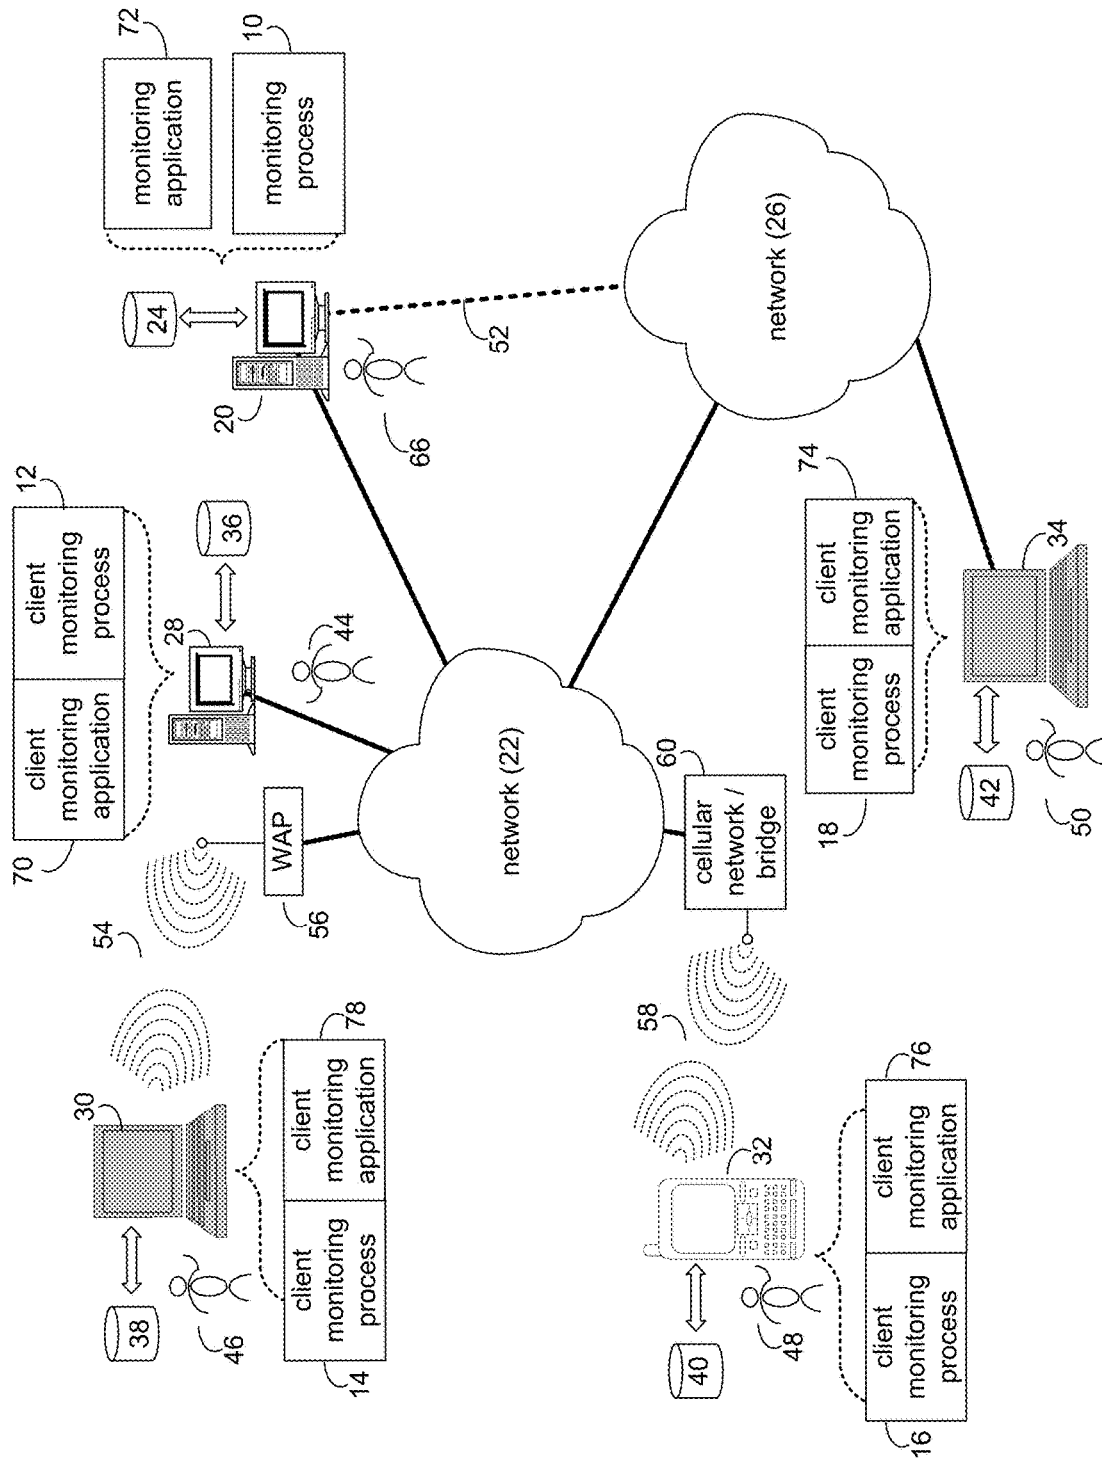 38
30
46
14
client
monitoring
process
client
monitoring
application
78
54
WAP
56
70
client
monitoring
application
client
monitoring
process
12
28
36
44
24
20
66
monitoring
application
72
monitoring
process
10
network (22)
52
network (26)
40
32
48
58
cellular
network /
bridge
60
16
client
monitoring
process
client
monitoring
application
76
18
client
monitoring
process
client
monitoring
application
74
42
34
50